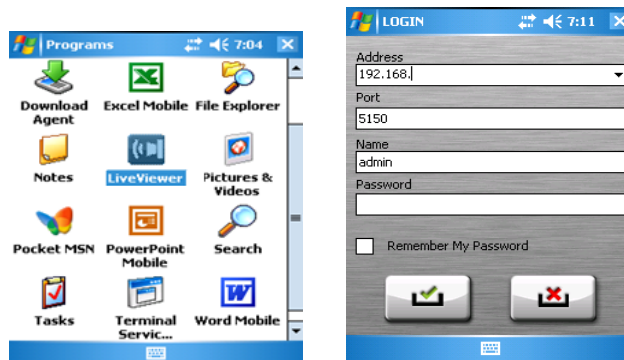 Programs 7:04
Download Agent Excel Mobile File Explorer
Notes LiveViewer Pictures & Videos
Pocket MSN PowerPoint Mobile Search
Tasks Terminal Servic... Word Mobile
LOGIN 7:11
Address
192.168.
Port
5150
Name
admin
Password
Remember My Password